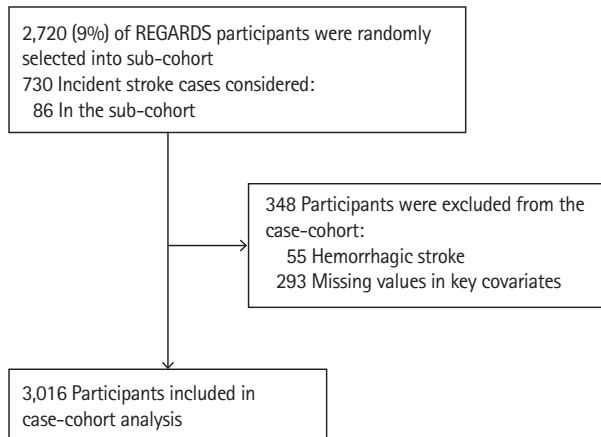 2,720 (9%) of REGARDS participants were randomly
selected into sub-cohort
730 Incident stroke cases considered:
86 In the sub-cohort
348 Participants were excluded from the
case-cohort:
55 Hemorrhagic stroke
293 Missing values in key covariates
3,016 Participants included in
case-cohort analysis